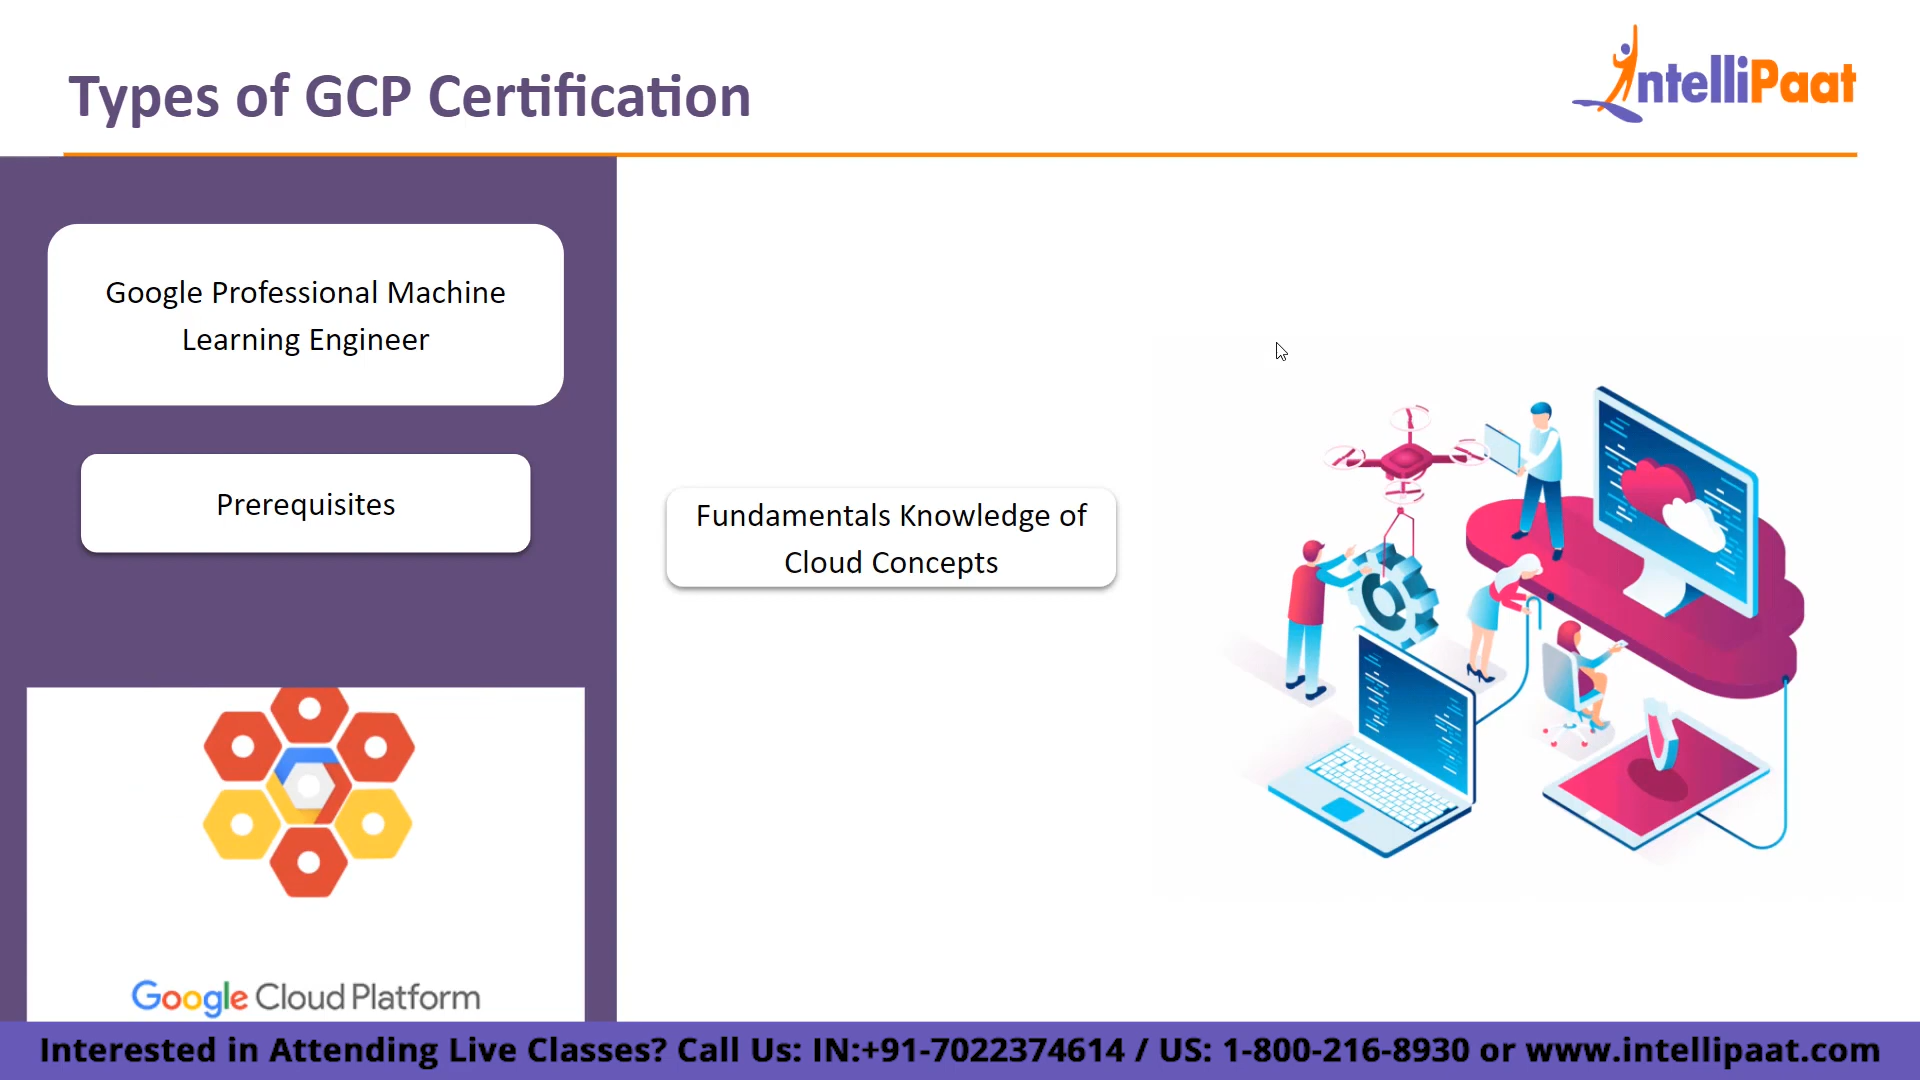 Types of GCP Certification
IntelliPaat
Google Professional Machine
Learning Engineer
Prerequisites
Fundamentals Knowledge of
Cloud Concepts
Google Cloud Platform
Interested in Attending Live Classes? Call Us: IN:+91-7022374614 / US: 1-800-216-8930 or www.intellipaat.com